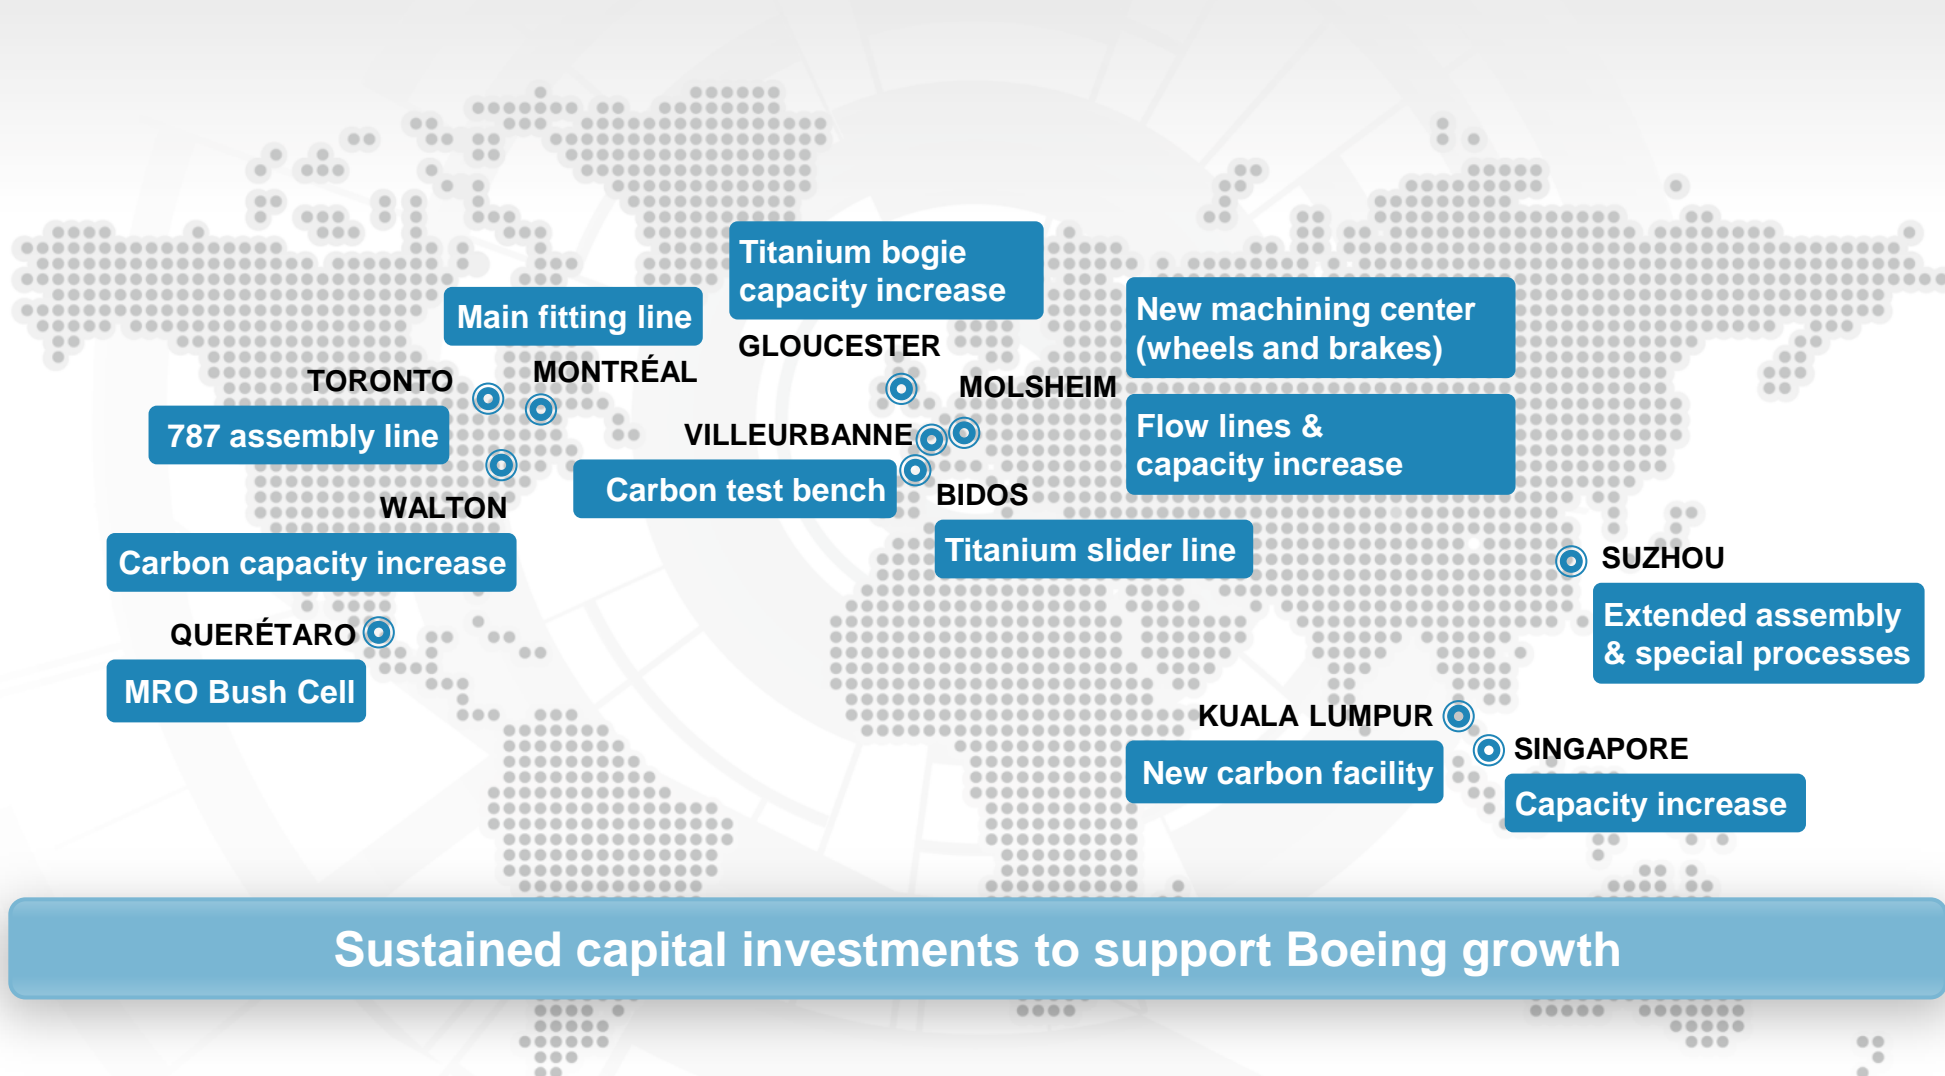 Titanium bogie
capacity increase
GLOUCESTER
Main fitting line
MONTRÉAL
TORONTO
787 assembly line
WALTON
Carbon capacity increase
QUERÉTARO
MRO Bush Cell
VILLEURBANNE
Carbon test bench
MOLSHEIM
New machining center
(wheels and brakes)
Flow lines &
capacity increase
BIDOS
Titanium slider line
SUZHOU
Extended assembly
& special processes
KUALA LUMPUR
New carbon facility
SINGAPORE
Capacity increase
Sustained capital investments to support Boeing growth